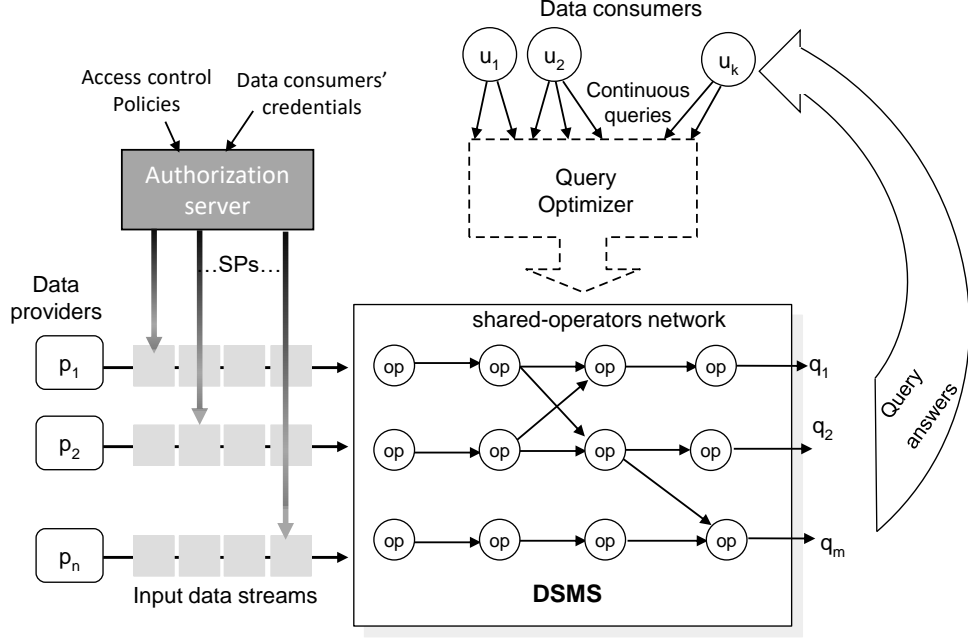 Data consumers
u1
u2
uk
Access control
Policies
Data consumers'
credentials
Continuous
queries
Authorization
server
Query
Optimizer
…SPs…
Data
providers
shared-operators network
p1
op
op
op
op
q1
p2
op
op
op
op
q2
pn
op
op
op
op
qm
Query
answers
Input data streams
DSMS